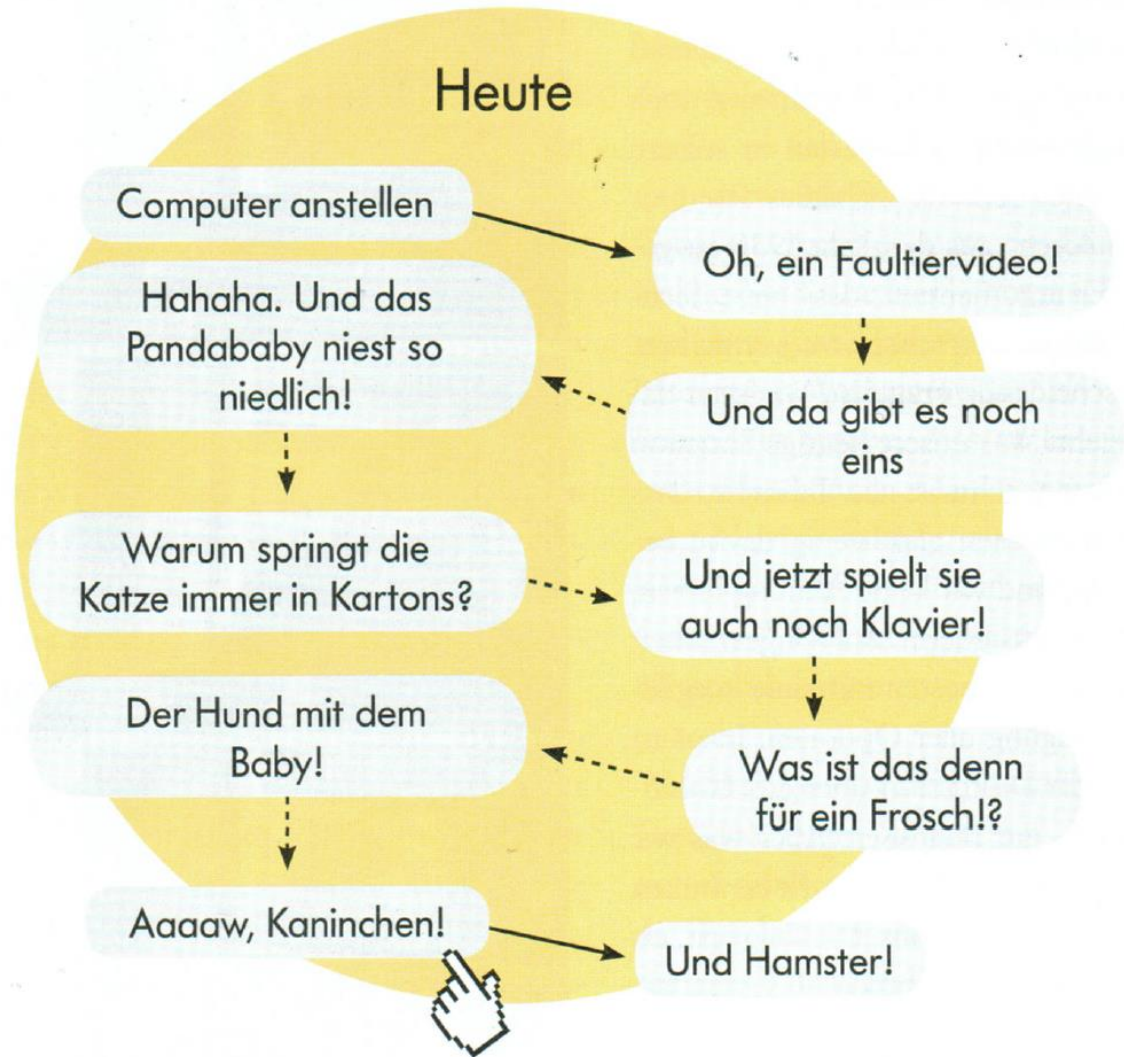 Heute
Computer anstellen
Oh, ein Faultiervideo!
Und da gibt es noch
eins
Hahaha. Und das
Pandababy niest so
niedlich!
Warum springt die
Katze immer in Kartons?
Und jetzt spielt sie
auch noch Klavier!
Was ist das denn
für ein Frosch!?
Der Hund mit dem
Baby!
Aaaaw, Kaninchen!
Und Hamster!